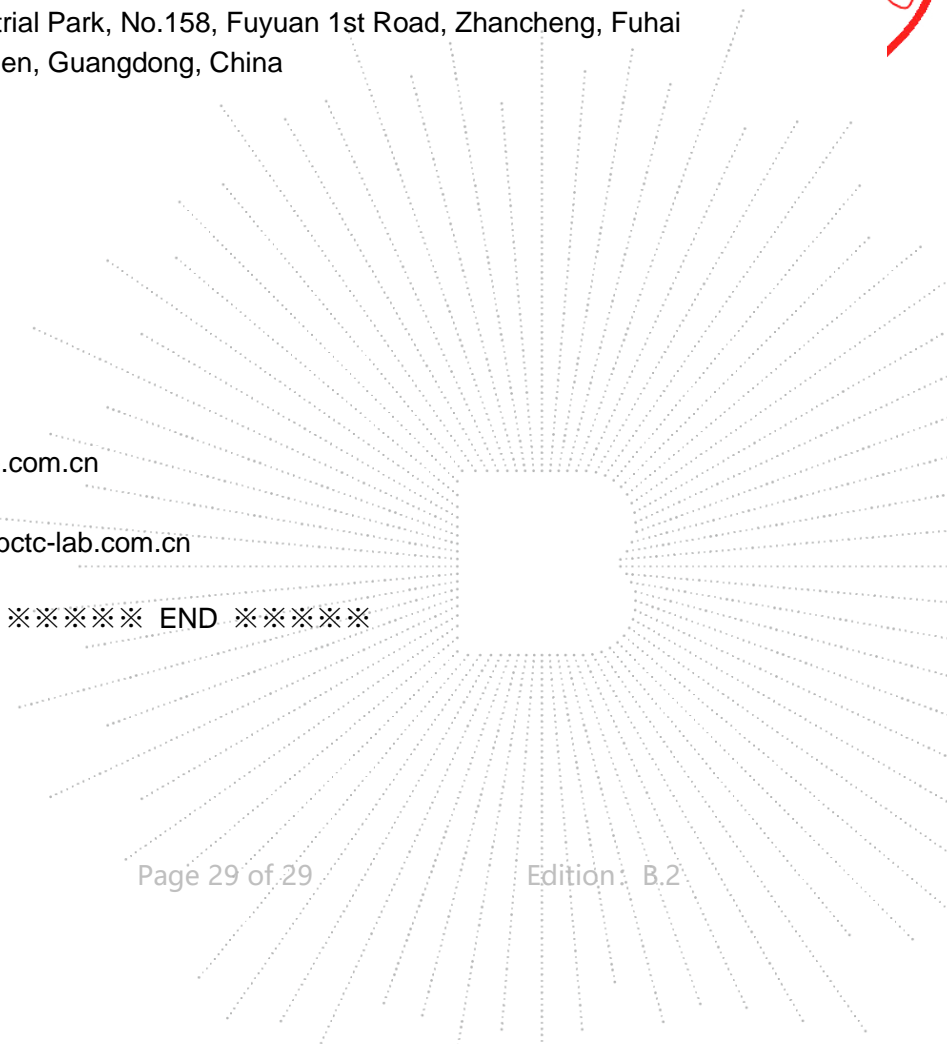 trial Park, No.158, Fuyuan 1st Road, Zhancheng, Fuhai
en, Guangdong, China
.com.cn
bctc-lab.com.cn
※※※※※ END ※※※※※
Page 29 of 29 Edition: B.2